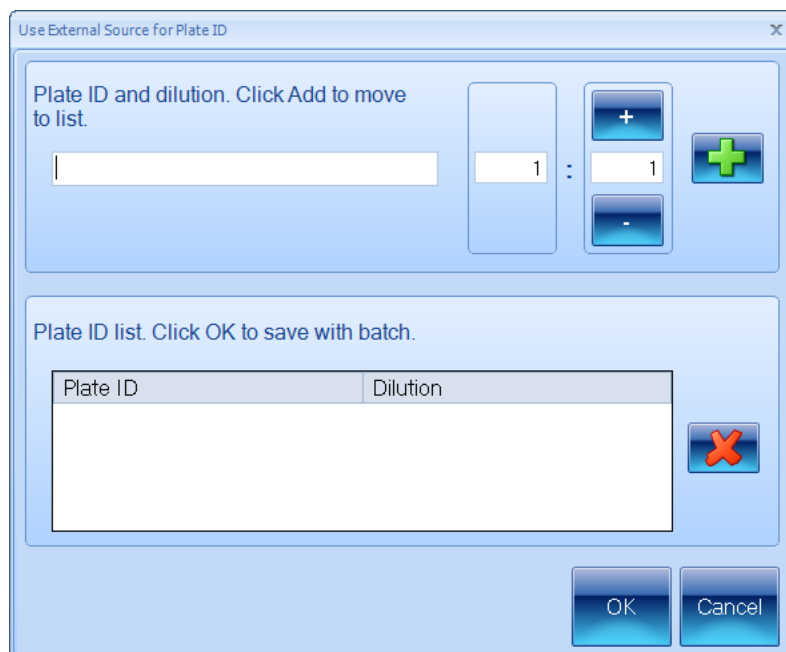 Use External Source for Plate ID
x
Plate ID and dilution. Click Add to move
to list.
+
1 : 1
-
Plate ID list. Click OK to save with batch.
Plate ID Dilution
OK Cancel